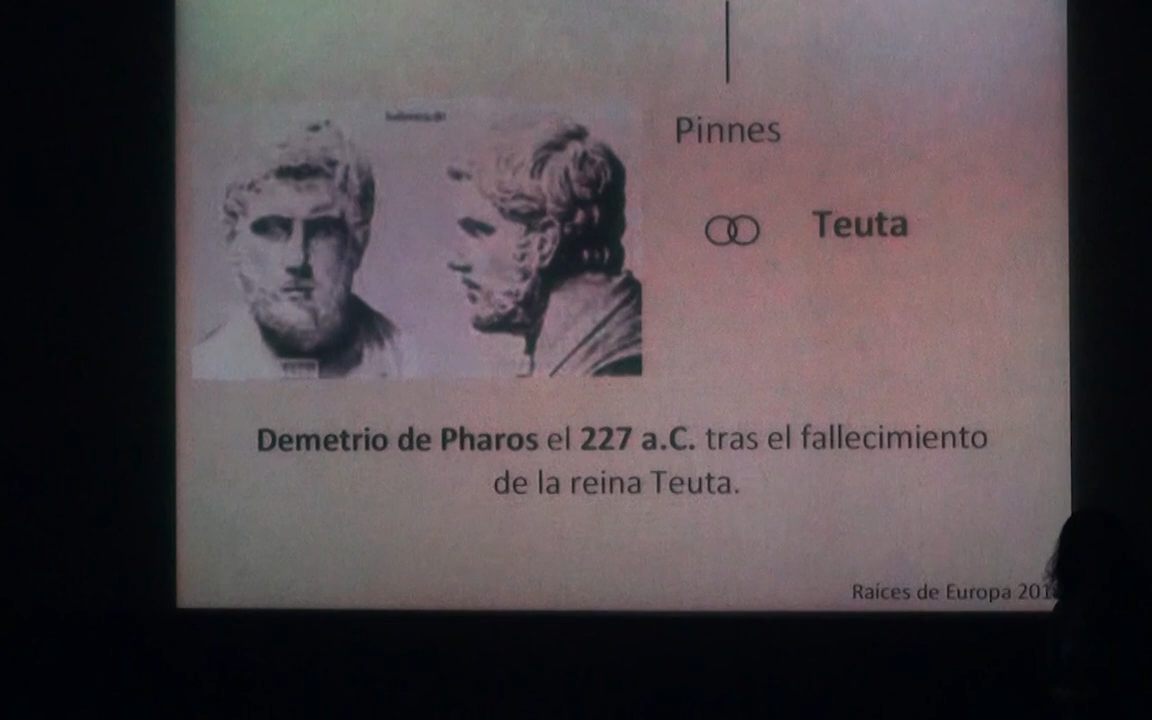 Pinnes
Teuta
Demetrio de Pharos el 227 a.C. tras el fallecimiento
de la reina Teuta.
Raíces de Europa